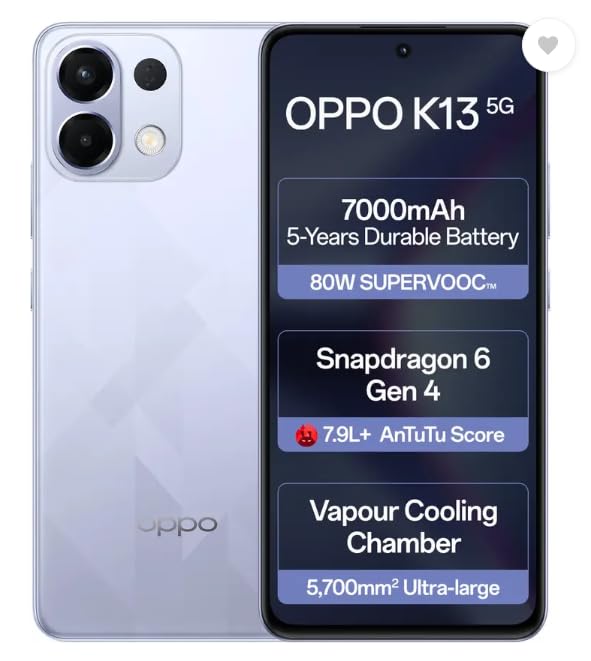 OPPO K13 5G
7000mAh
5-Years Durable Battery
80W SUPERVOOC™
Snapdragon 6
Gen 4
7.9L+ AnTuTu Score
Vapour Cooling
Chamber
5,700mm² Ultra-large
oppo